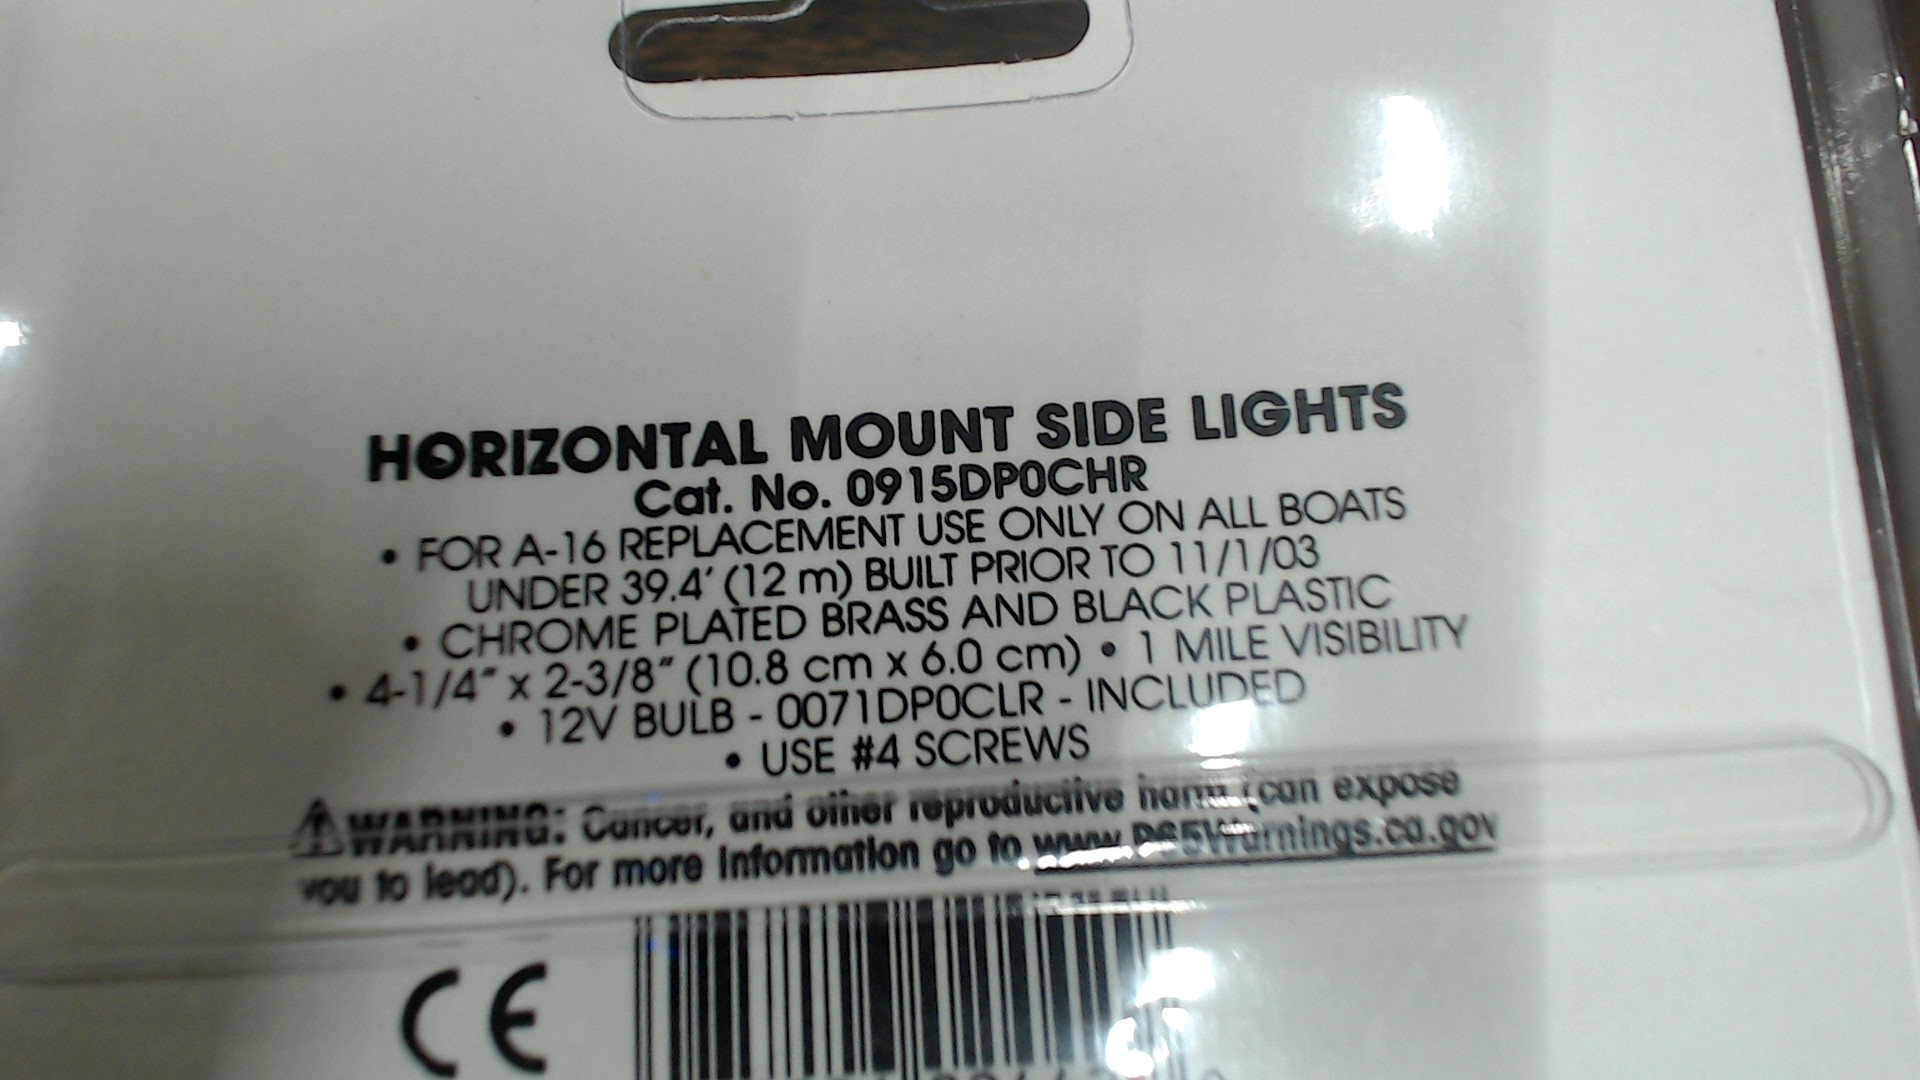 HORIZONTAL MOUNT SIDE LIGHTS
Cat. No. 0915DP0CHR
• FOR A-16 REPLACEMENT USE ONLY ON ALL BOATS
UNDER 39.4' (12 m) BUILT PRIOR TO 11/1/03
• CHROME PLATED BRASS AND BLACK PLASTIC
• 4-1/4" x 2-3/8" (10.8 cm x 6.0 cm) • 1 MILE VISIBILITY
• 12V BULB - 0071DP0CLR - INCLUDED
• USE #4 SCREWS
⚠WARNING: Cancer, and other reproductive harm (can expose
you to lead). For more information go to www.P65Warnings.ca.gov
CE